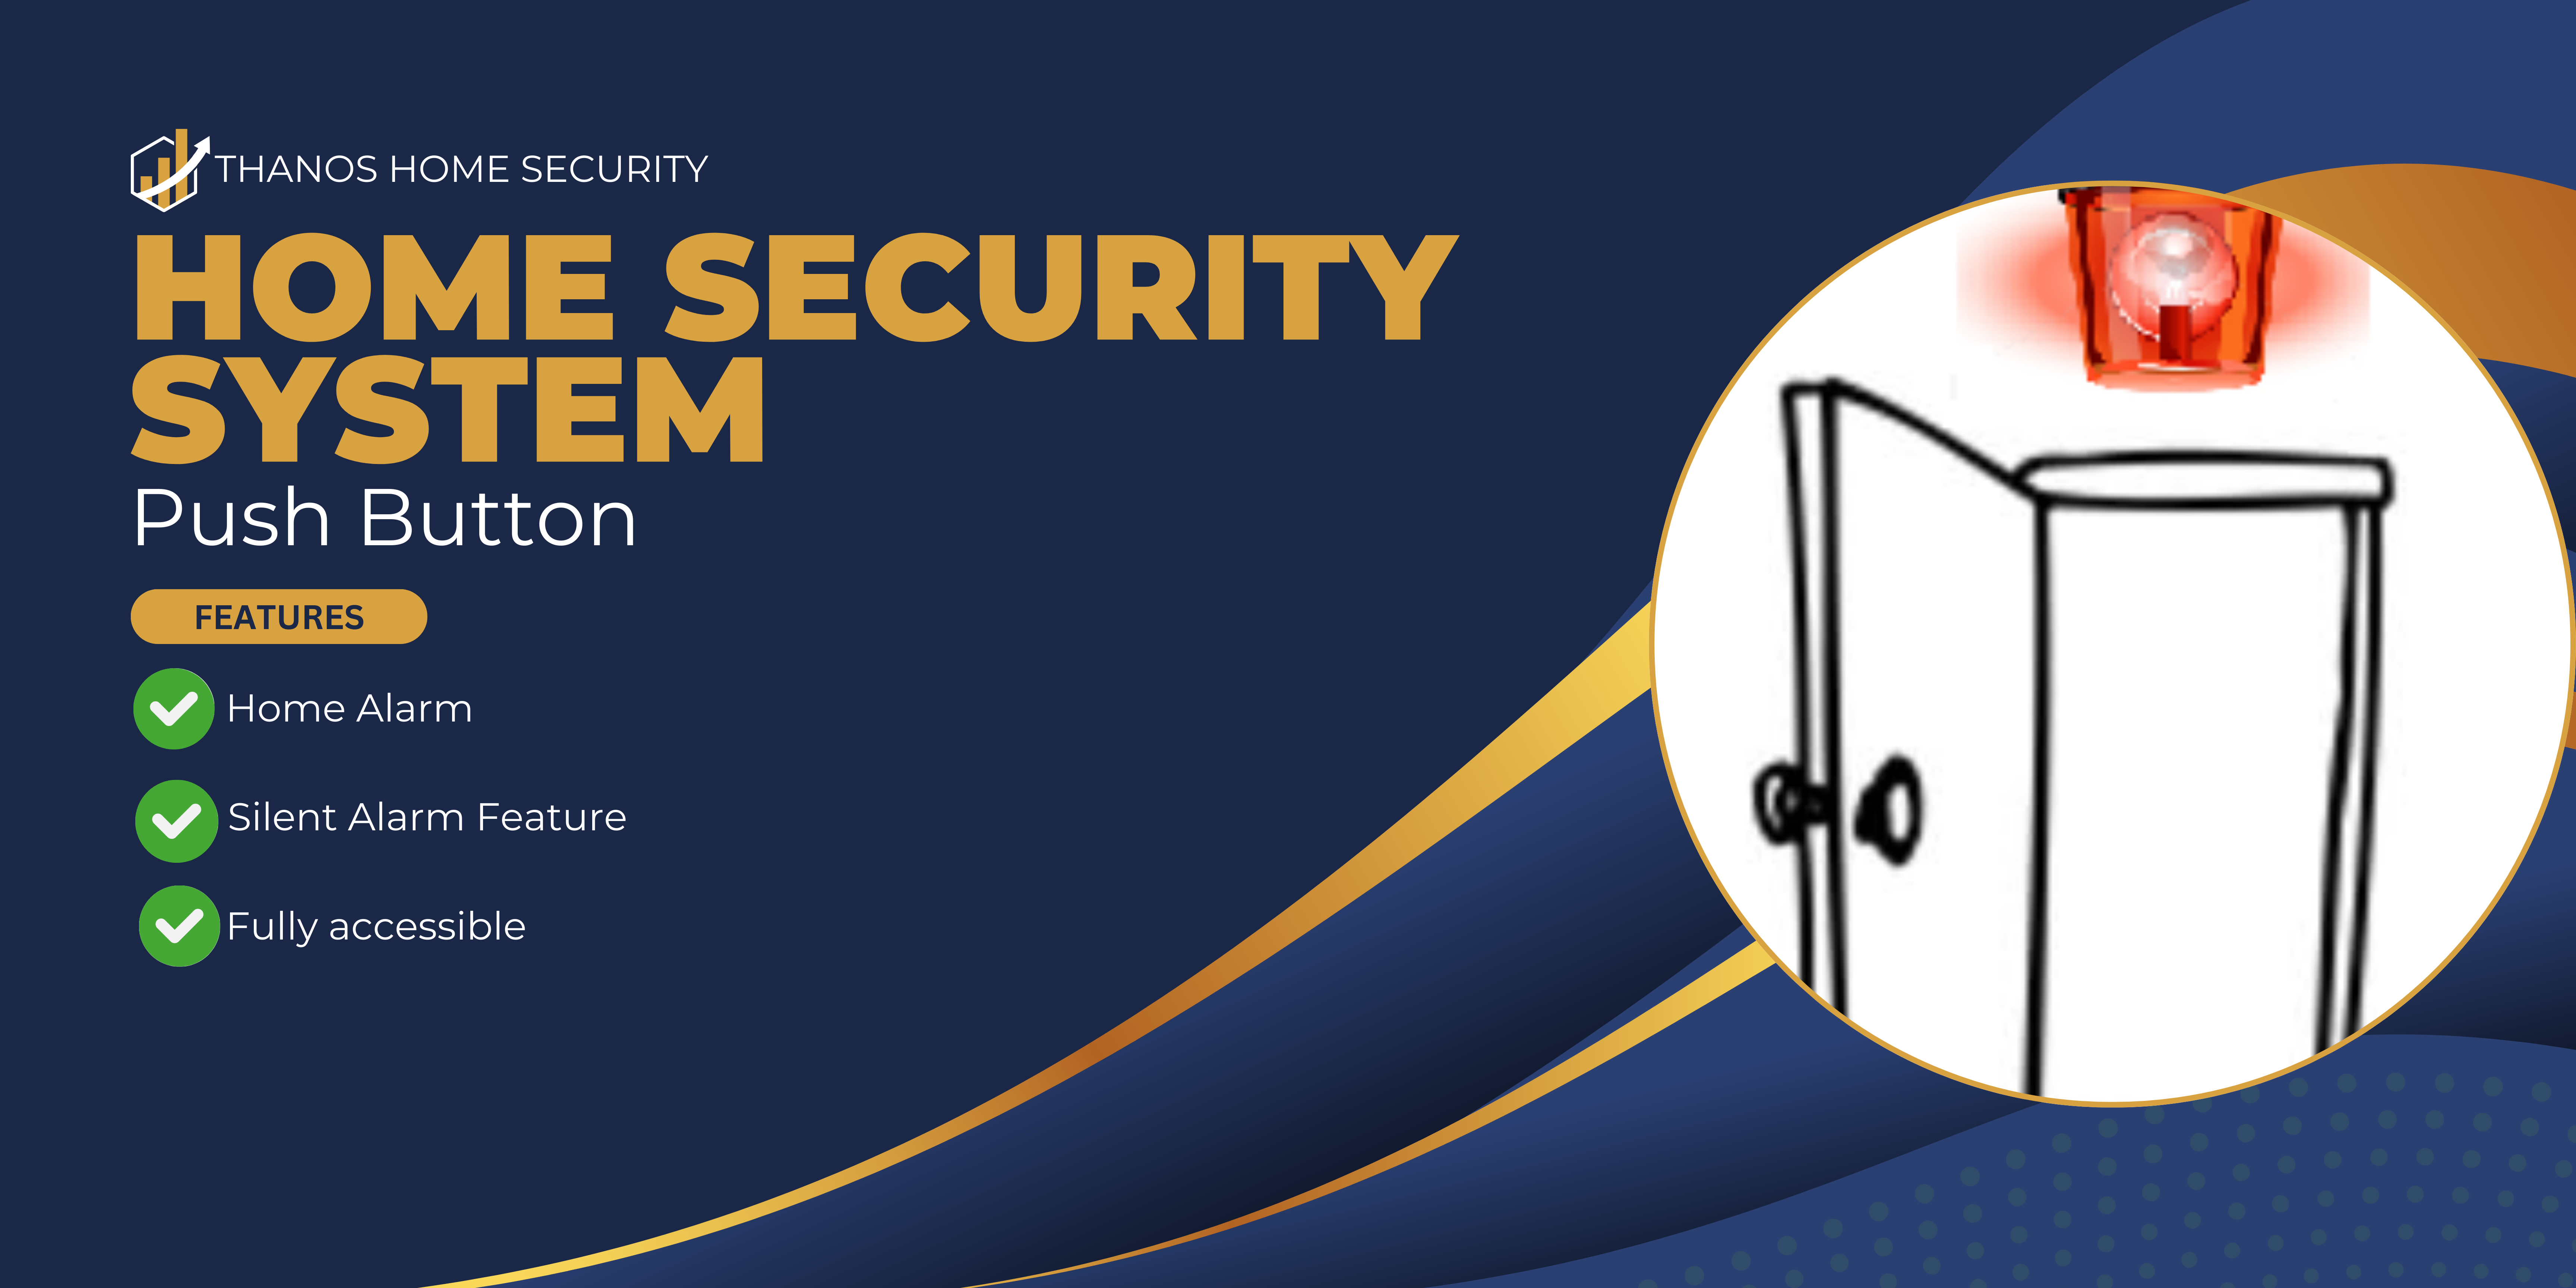 THANOS HOME SECURITY
HOME SECURITY
SYSTEM
Push Button
FEATURES
Home Alarm
Silent Alarm Feature
Fully accessible